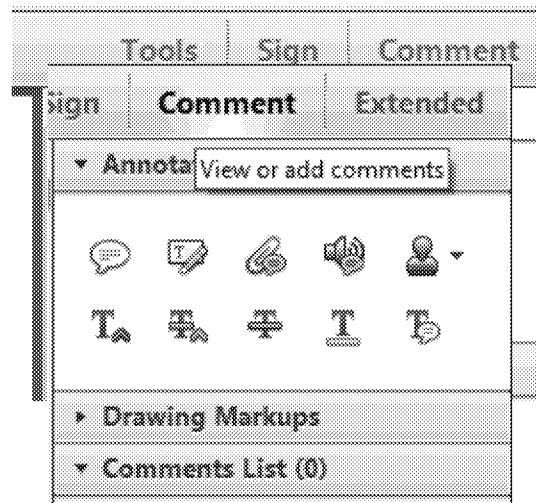 Tools Sign Comment
Sign Comment Extended
Annota
View or add comments
T T T T T
Drawing Markups
Comments List (0)